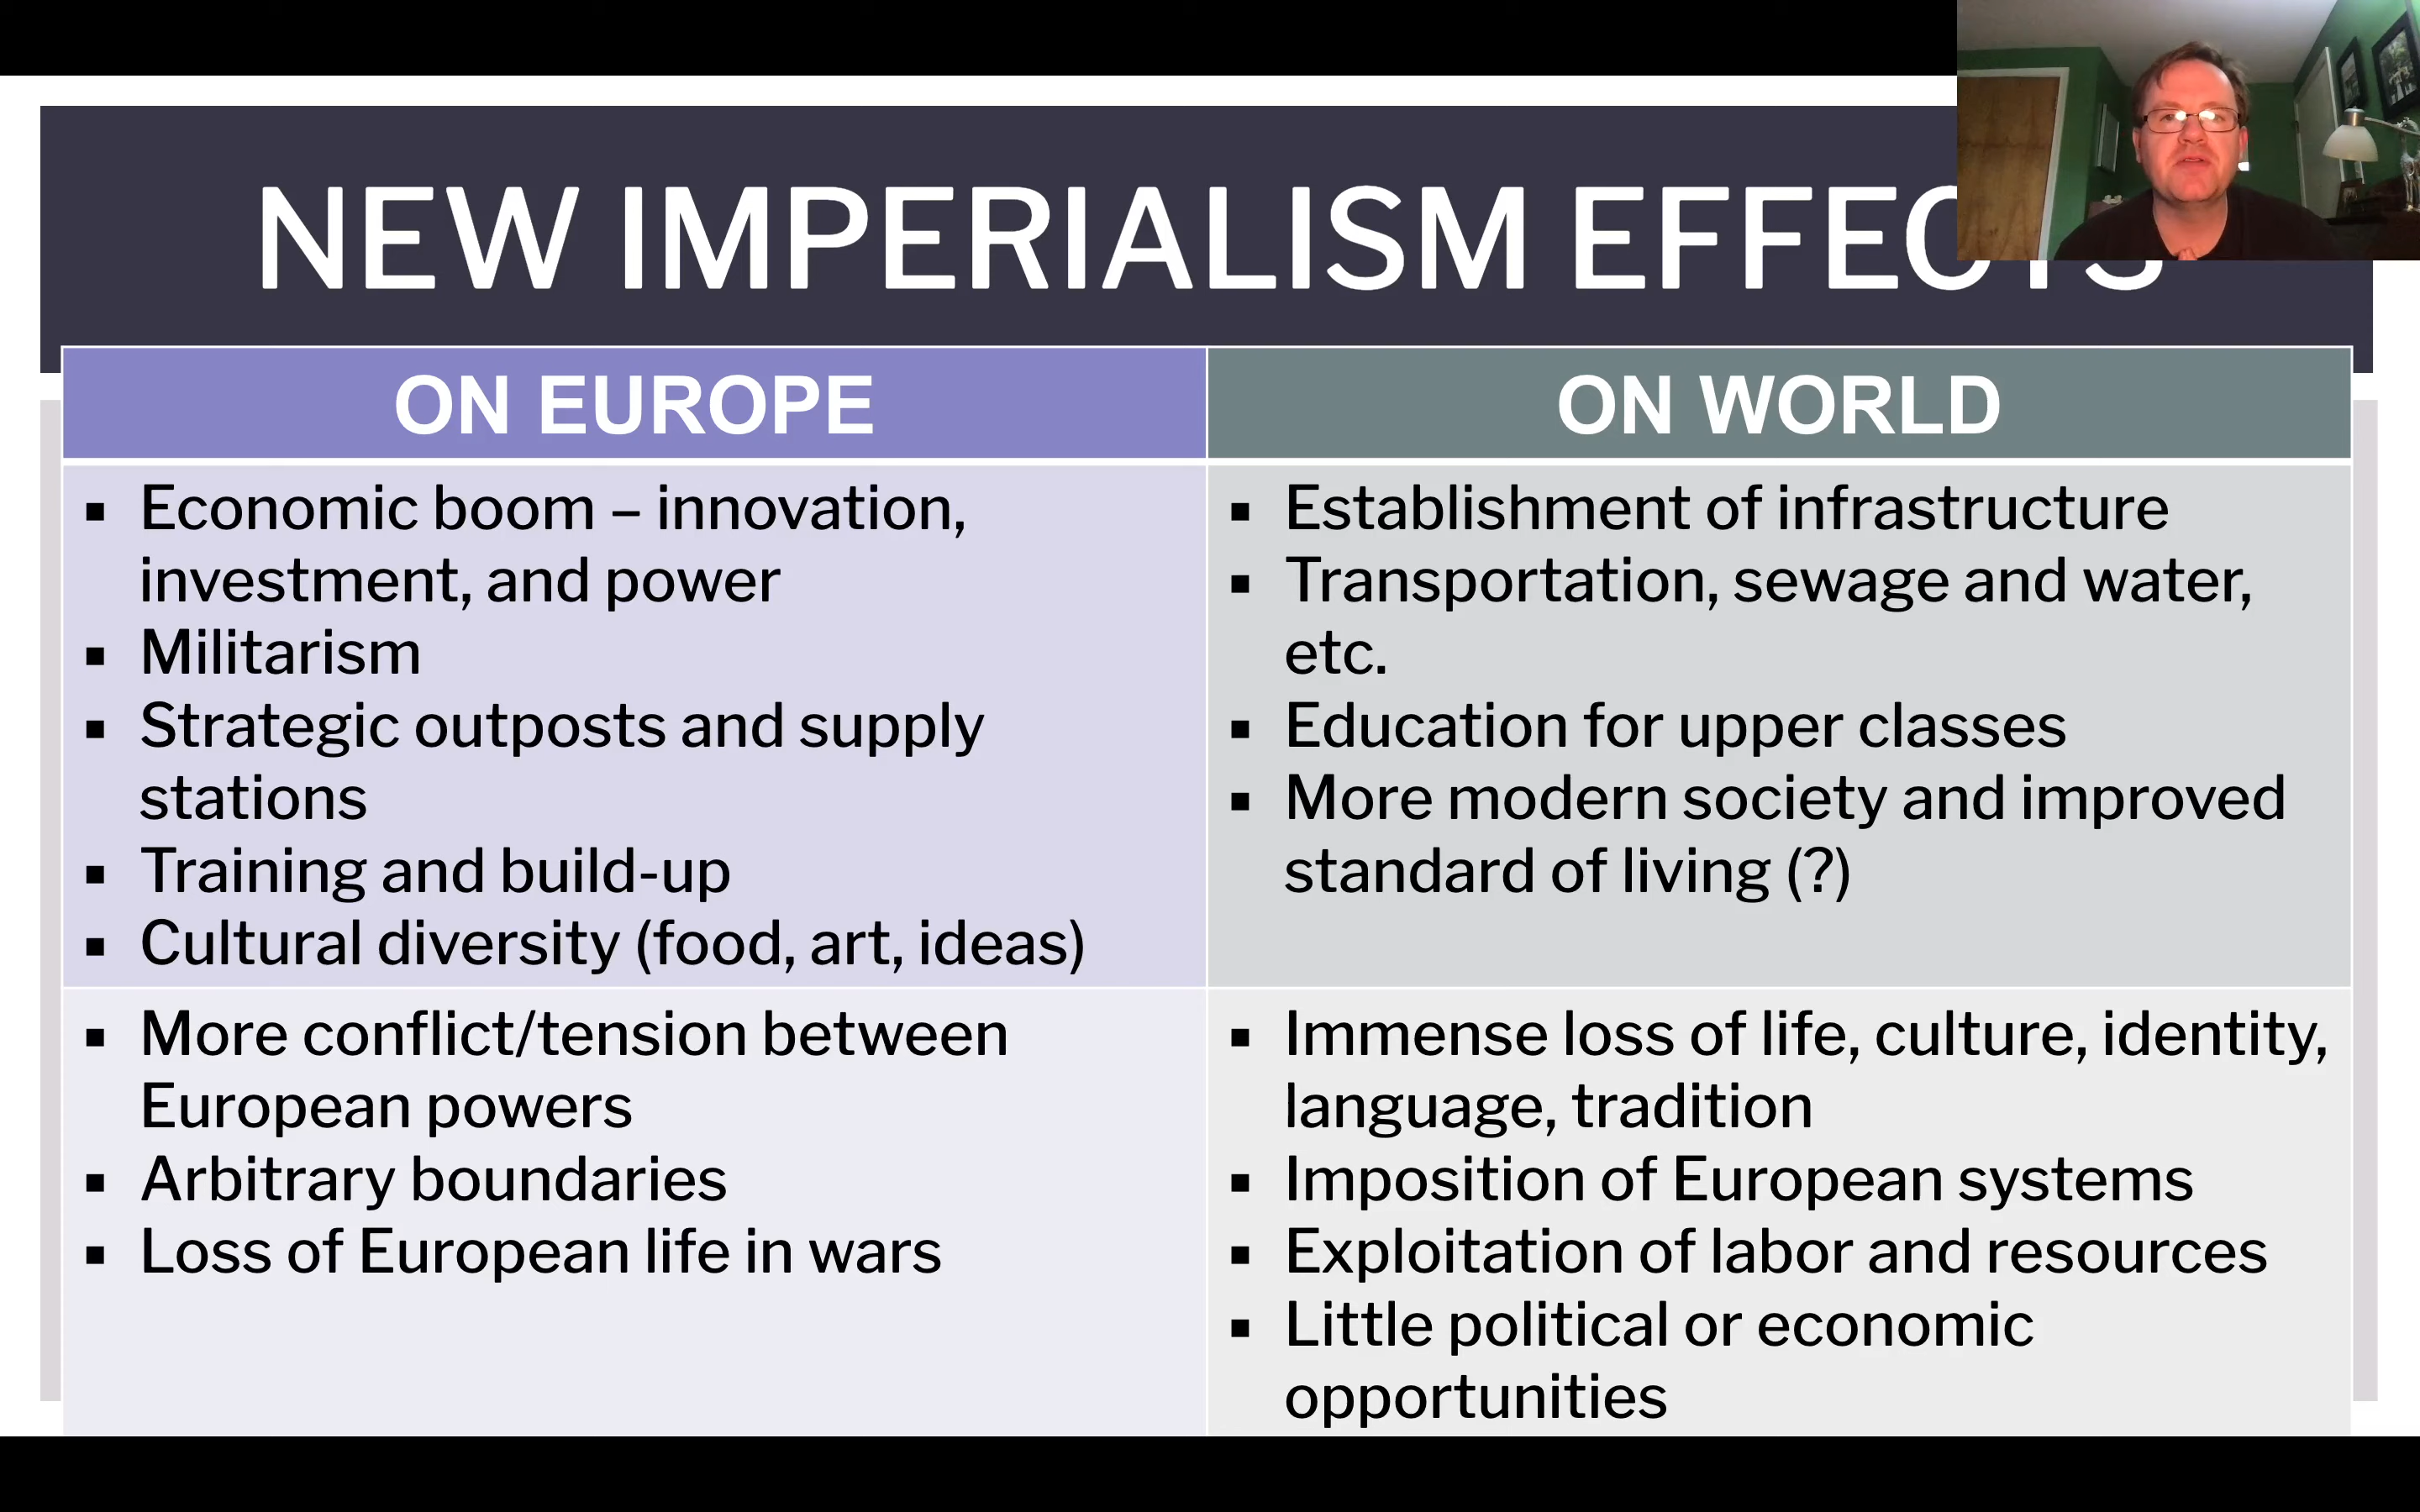 NEW IMPERIALISM EFFECTS
ON EUROPE
▪ Economic boom – innovation,
investment, and power
▪ Militarism
▪ Strategic outposts and supply
stations
▪ Training and build-up
▪ Cultural diversity (food, art, ideas)
▪ More conflict/tension between
European powers
▪ Arbitrary boundaries
▪ Loss of European life in wars
ON WORLD
▪ Establishment of infrastructure
▪ Transportation, sewage and water,
etc.
▪ Education for upper classes
▪ More modern society and improved
standard of living (?)
▪ Immense loss of life, culture, identity,
language, tradition
▪ Imposition of European systems
▪ Exploitation of labor and resources
▪ Little political or economic
opportunities